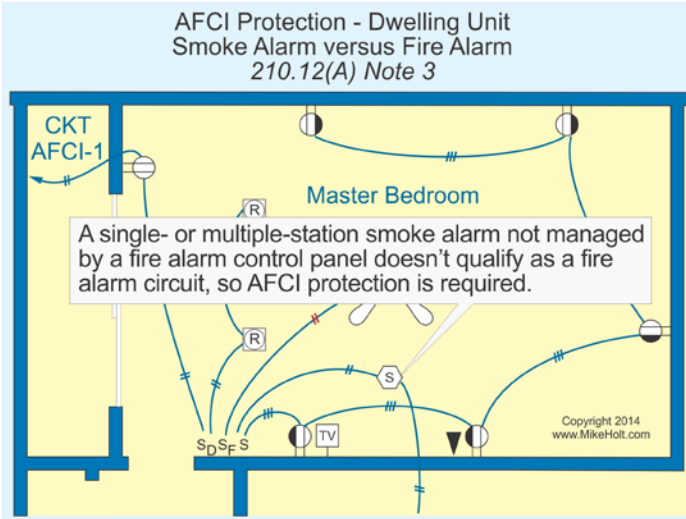 AFCI Protection - Dwelling Unit
Smoke Alarm versus Fire Alarm
210.12(A) Note 3
CKT
AFCI-1
Master Bedroom
R
A single- or multiple-station smoke alarm not managed
by a fire alarm control panel doesn't qualify as a fire
alarm circuit, so AFCI protection is required.
R
S
SD SF S
TV
Copyright 2014
www.MikeHolt.com